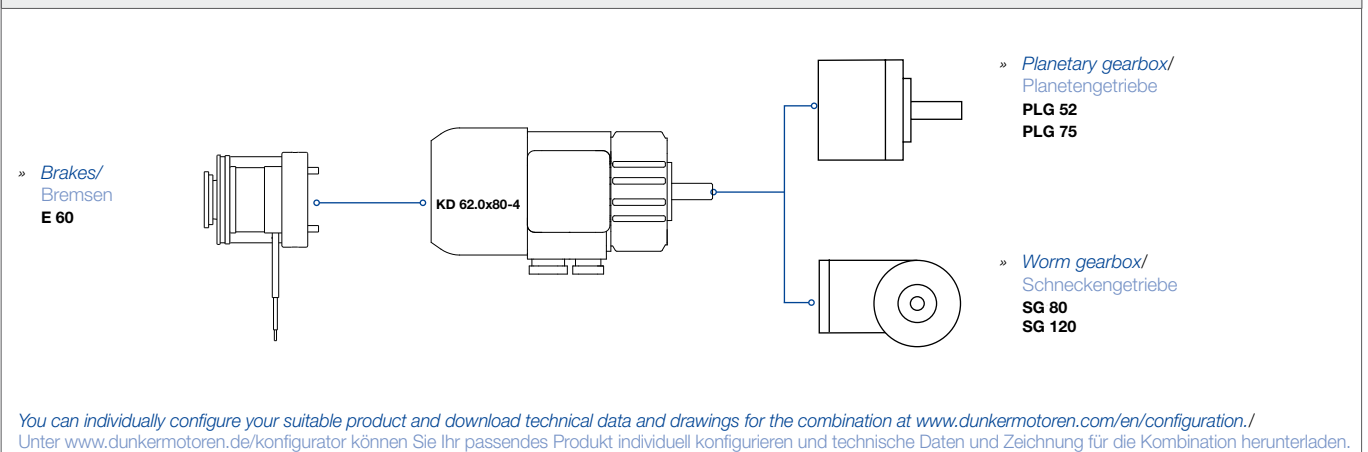 » Brakes/
Bremsen
E 60
KD 62.0x80-4
» Planetary gearbox/
Planetengetriebe
PLG 52
PLG 75
» Worm gearbox/
Schneckengetriebe
SG 80
SG 120
You can individually configure your suitable product and download technical data and drawings for the combination at www.dunkermotoren.com/en/configuration./
Unter www.dunkermotoren.de/konfigurator können Sie Ihr passendes Produkt individuell konfigurieren und technische Daten und Zeichnung für die Kombination herunterladen.